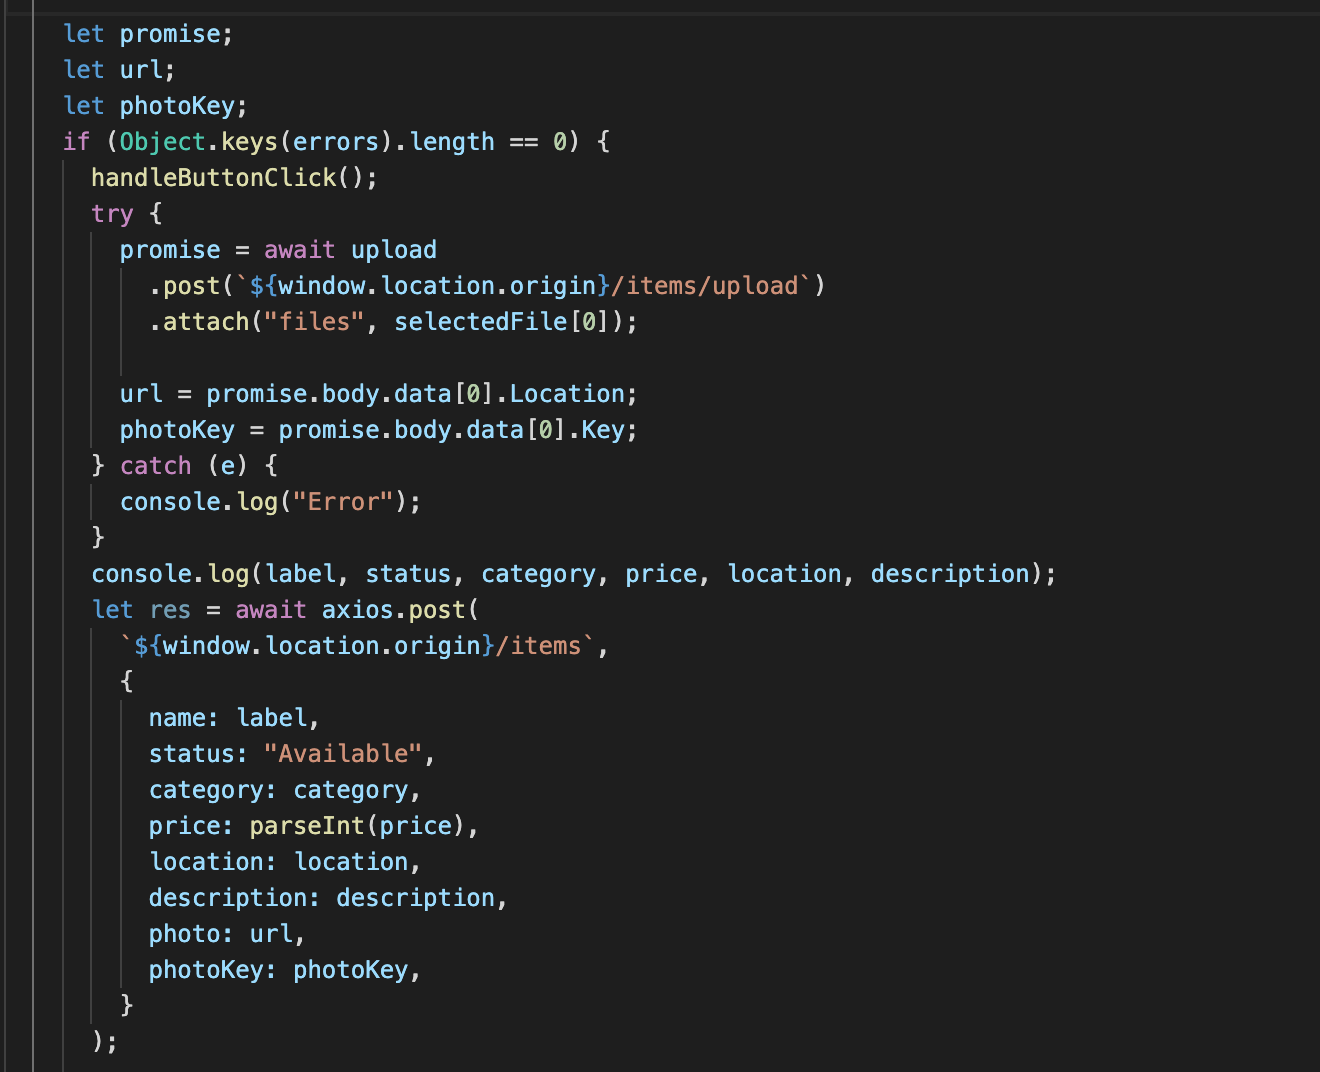 let promise;
let url;
let photoKey;
if (Object.keys(errors).length == 0) {
handleButtonClick();
try {
promise = await upload
.post(`${window.location.origin}/items/upload`)
.attach("files", selectedFile[0]);
url = promise.body.data[0].Location;
photoKey = promise.body.data[0].Key;
} catch (e) {
console.log("Error");
}
console.log(label, status, category, price, location, description);
let res = await axios.post(
`${window.location.origin}/items`,
{
name: label,
status: "Available",
category: category,
price: parseInt(price),
location: location,
description: description,
photo: url,
photoKey: photoKey,
}
);